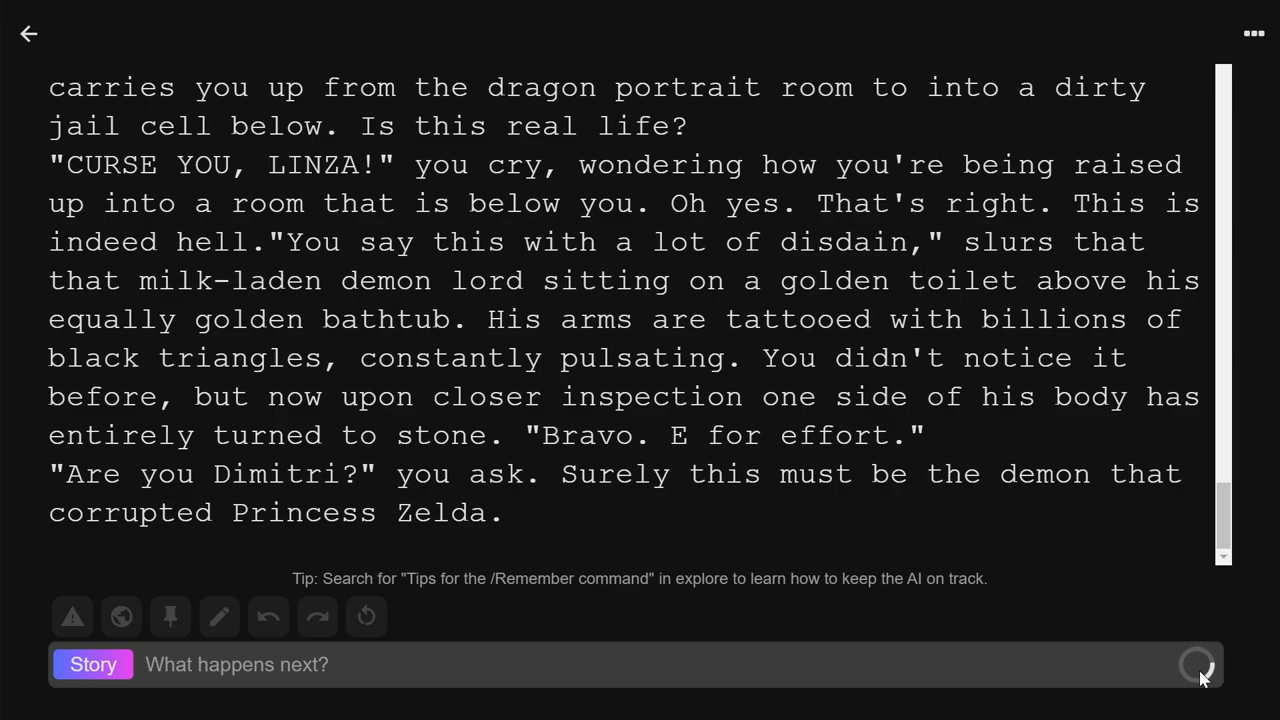 carries you up from the dragon portrait room to into a dirty
jail cell below. Is this real life?
"CURSE YOU, LINZA!" you cry, wondering how you're being raised
up into a room that is below you. Oh yes. That's right. This is
indeed hell."You say this with a lot of disdain," slurs that
that milk-laden demon lord sitting on a golden toilet above his
equally golden bathtub. His arms are tattooed with billions of
black triangles, constantly pulsating. You didn't notice it
before, but now upon closer inspection one side of his body has
entirely turned to stone. "Bravo. E for effort."
"Are you Dimitri?" you ask. Surely this must be the demon that
corrupted Princess Zelda.
Tip: Search for "Tips for the /Remember command" in explore to learn how to keep the AI on track.
Story What happens next?